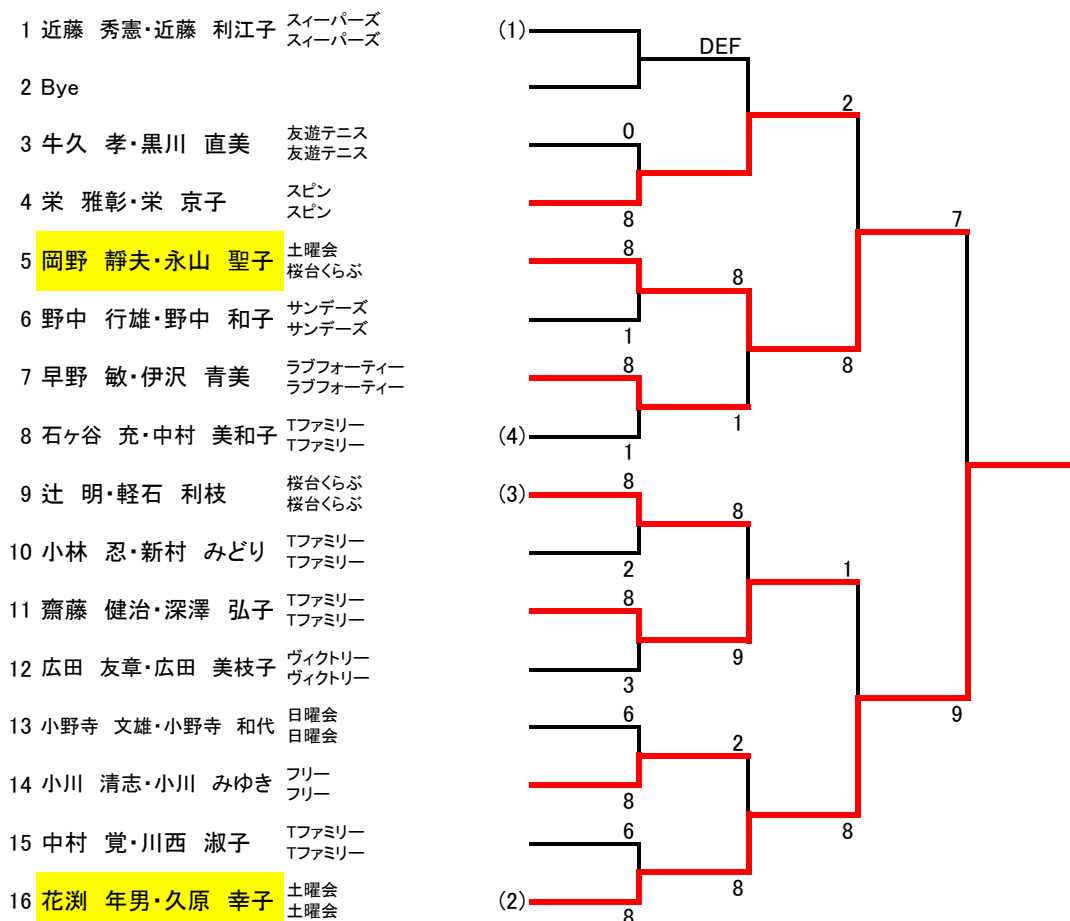 1 近藤 秀憲・近藤 利江子 スィーパーズ (1)
スィーパーズ
DEF
2 Bye
2
3 牛久 孝・黒川 直美 友遊テニス 0
友遊テニス
4 栄 雅彰・栄 京子 スピン
スピン
8
7
5 岡野 靜夫・永山 聖子 土曜会 8
桜台くらぶ
8
6 野中 行雄・野中 和子 サンデーズ
サンデーズ
1
8
7 早野 敏・伊沢 青美 ラブフォーティー 8
ラブフォーティー
1
8 石ヶ谷 充・中村 美和子 Tファミリー (4)
Tファミリー
1
9 辻 明・軽石 利枝 桜台くらぶ (3) 8
桜台くらぶ
8
10 小林 忍・新村 みどり Tファミリー
Tファミリー
2
1
11 齋藤 健治・深澤 弘子 Tファミリー 8
Tファミリー
9
12 広田 友章・広田 美枝子 ヴィクトリー
ヴィクトリー
3
13 小野寺 文雄・小野寺 和代 日曜会 6
日曜会
9
2
14 小川 清志・小川 みゆき フリー
フリー
8
15 中村 覚・川西 淑子 Tファミリー 6
Tファミリー
8
8
16 花渕 年男・久原 幸子 土曜会 (2)
土曜会
8